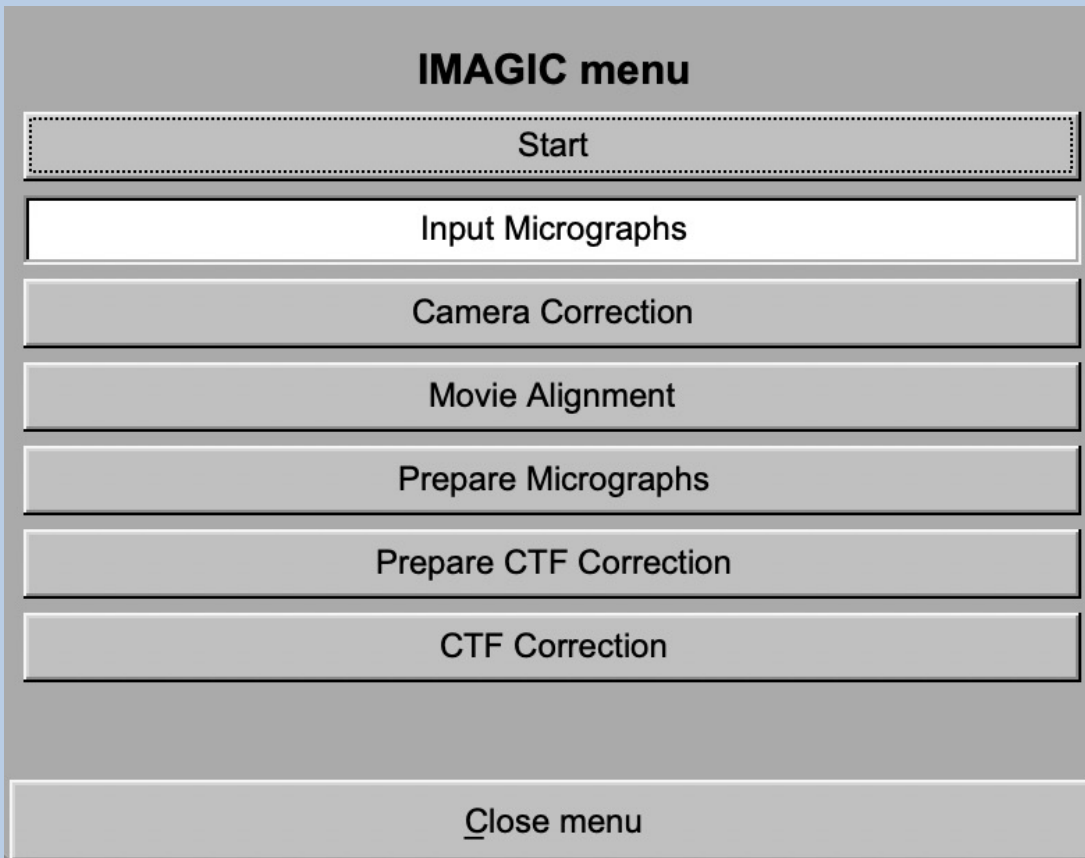 IMAGIC menu
Start
Input Micrographs
Camera Correction
Movie Alignment
Prepare Micrographs
Prepare CTF Correction
CTF Correction
Close menu